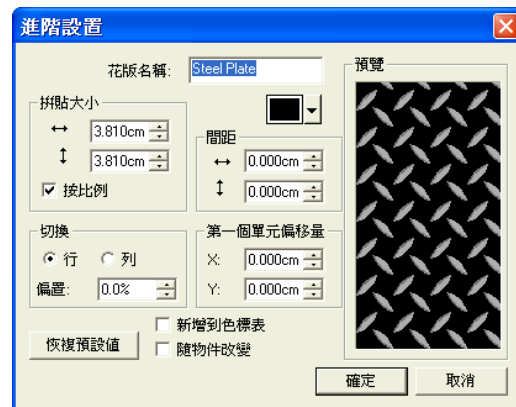 進階設置
花版名稱: Steel Plate
預覽
拼貼大小
3.810cm
3.810cm
按比例
間距
0.000cm
0.000cm
切換
行 列
偏置: 0.0%
第一個單元偏移量
X: 0.000cm
Y: 0.000cm
恢複預設值
新增到色標表
隨物件改變
確定 取消